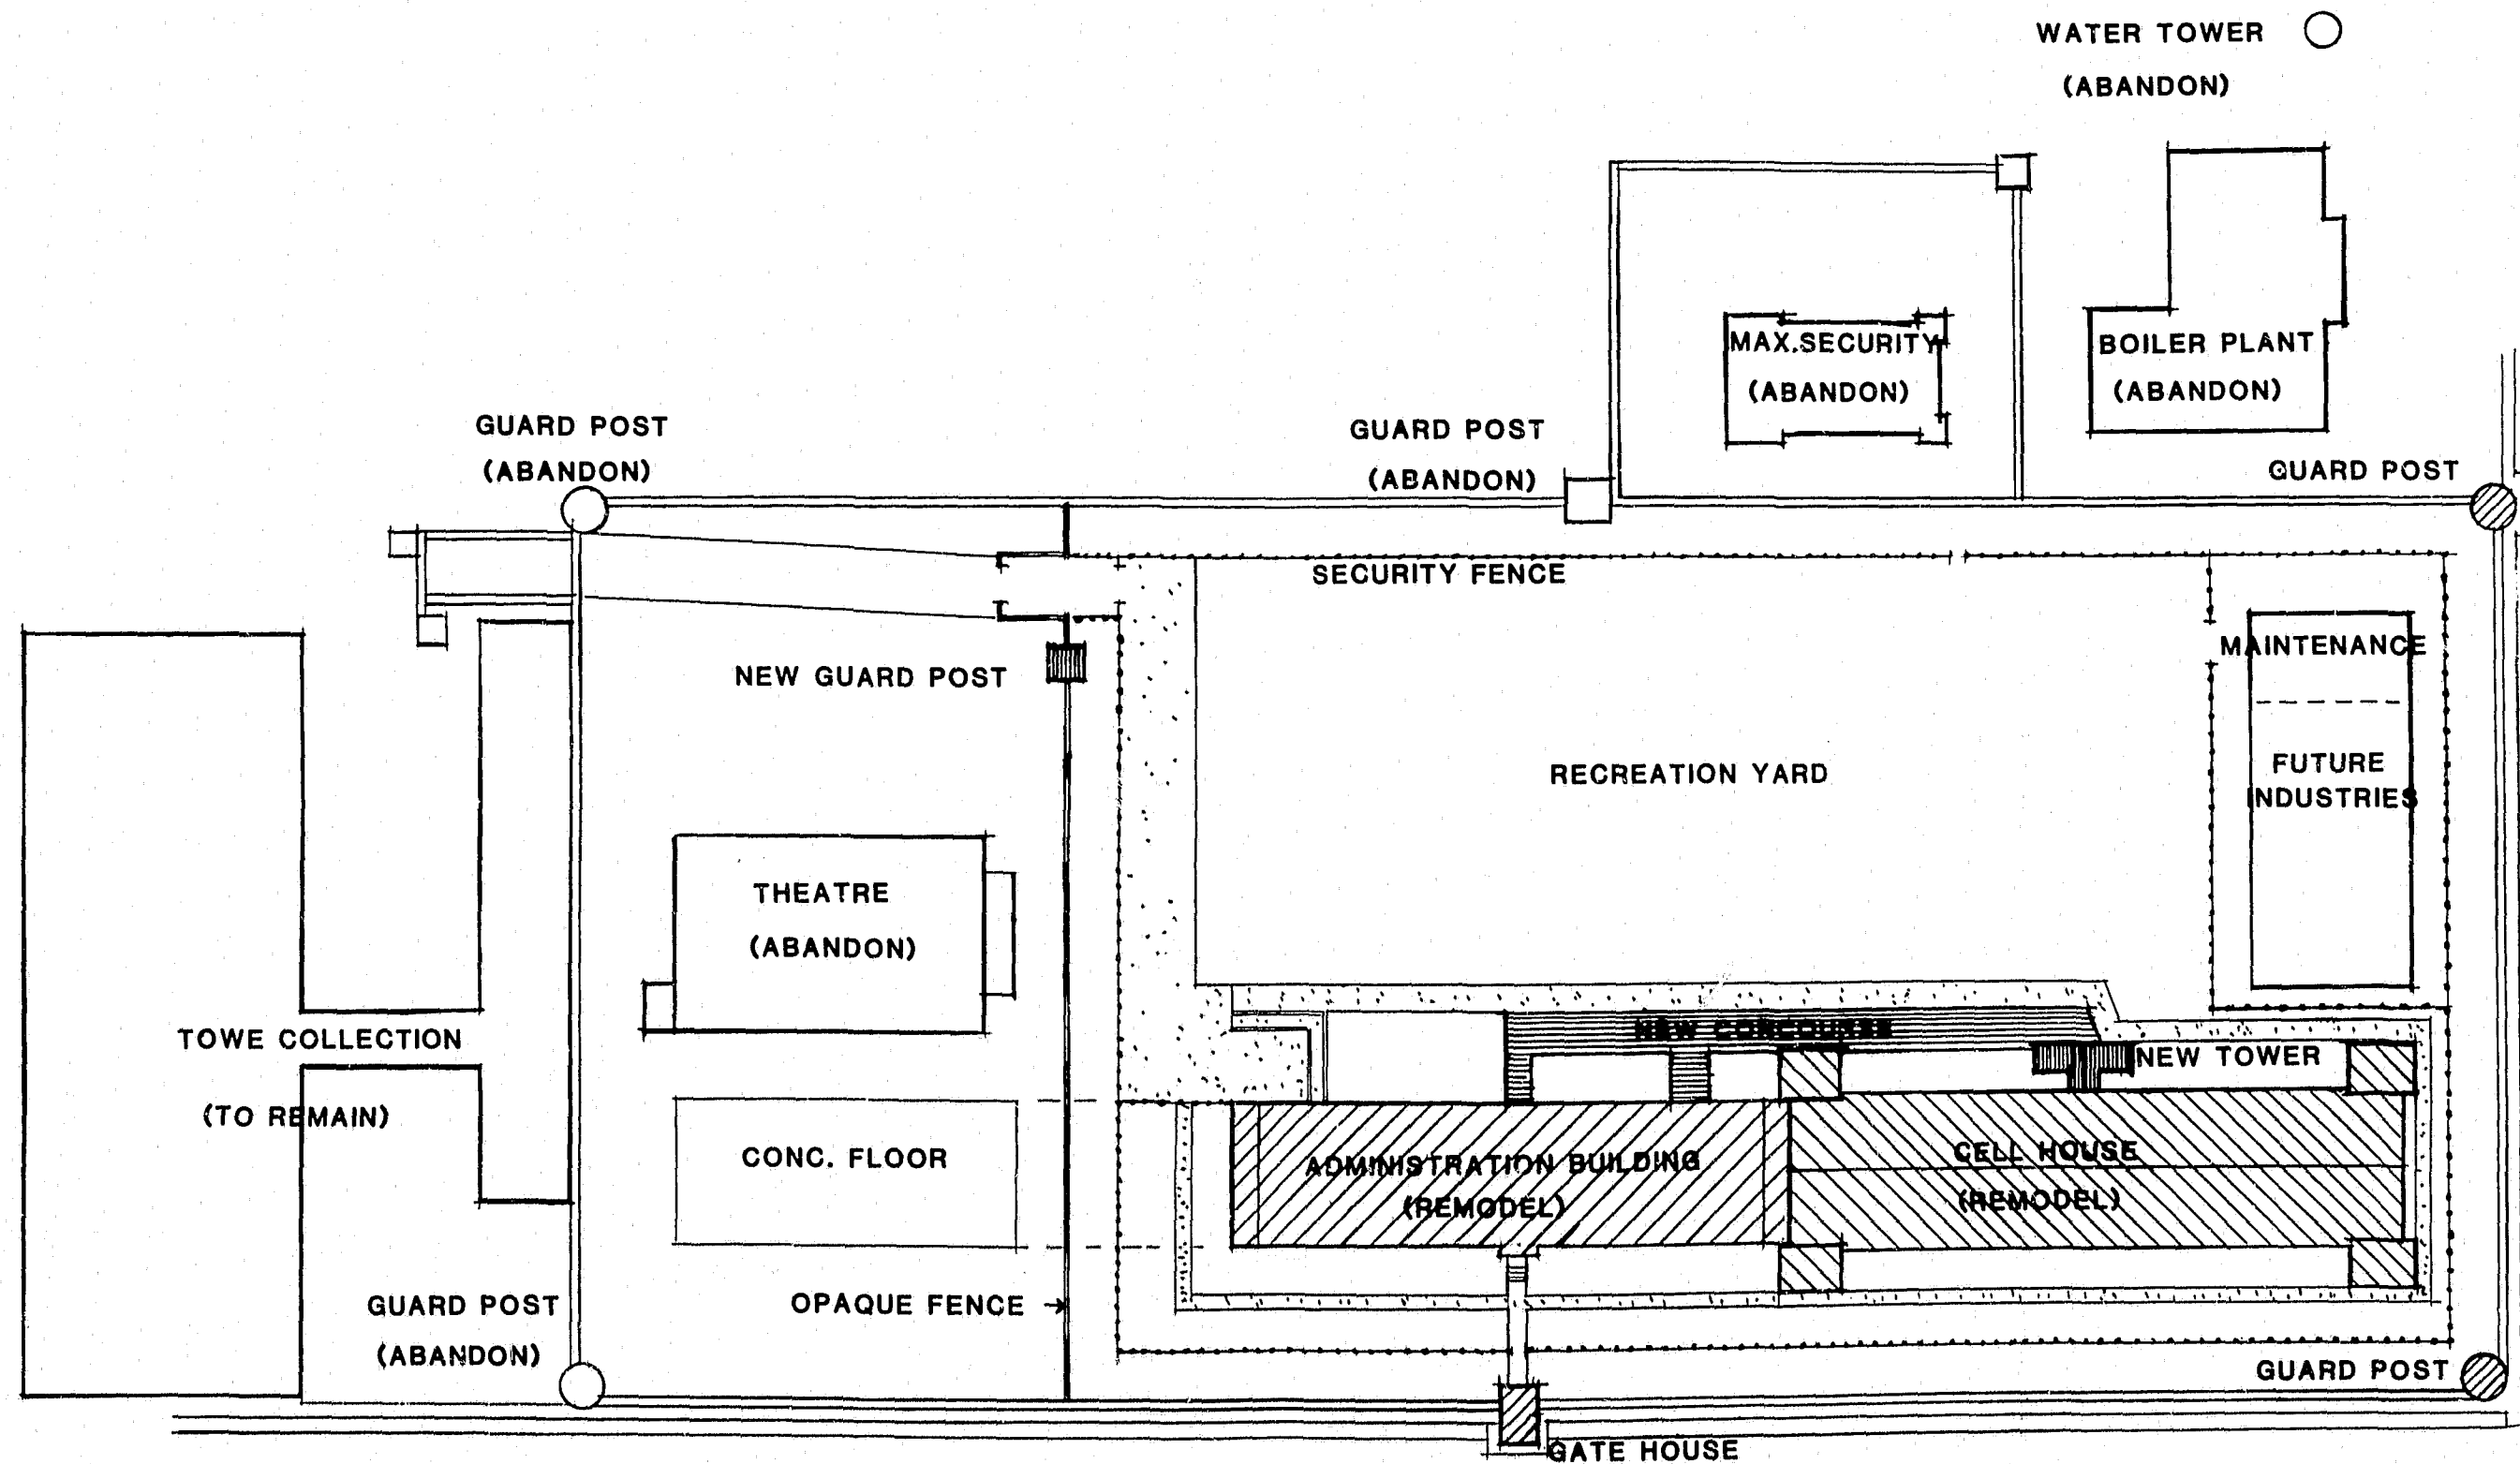 WATER TOWER
(ABANDON)
MAX.SECURITY
(ABANDON)
BOILER PLANT
(ABANDON)
GUARD POST
(ABANDON)
GUARD POST
(ABANDON)
GUARD POST
SECURITY FENCE
MAINTENANCE
NEW GUARD POST
RECREATION YARD
FUTURE
INDUSTRIES
THEATRE
(ABANDON)
TOWE COLLECTION
(TO REMAIN)
NEW CONCOURSE
NEW TOWER
CONC. FLOOR
ADMINISTRATION BUILDING
(REMODEL)
CELL HOUSE
(REMODEL)
GUARD POST
(ABANDON)
OPAQUE FENCE
GUARD POST
GATE HOUSE